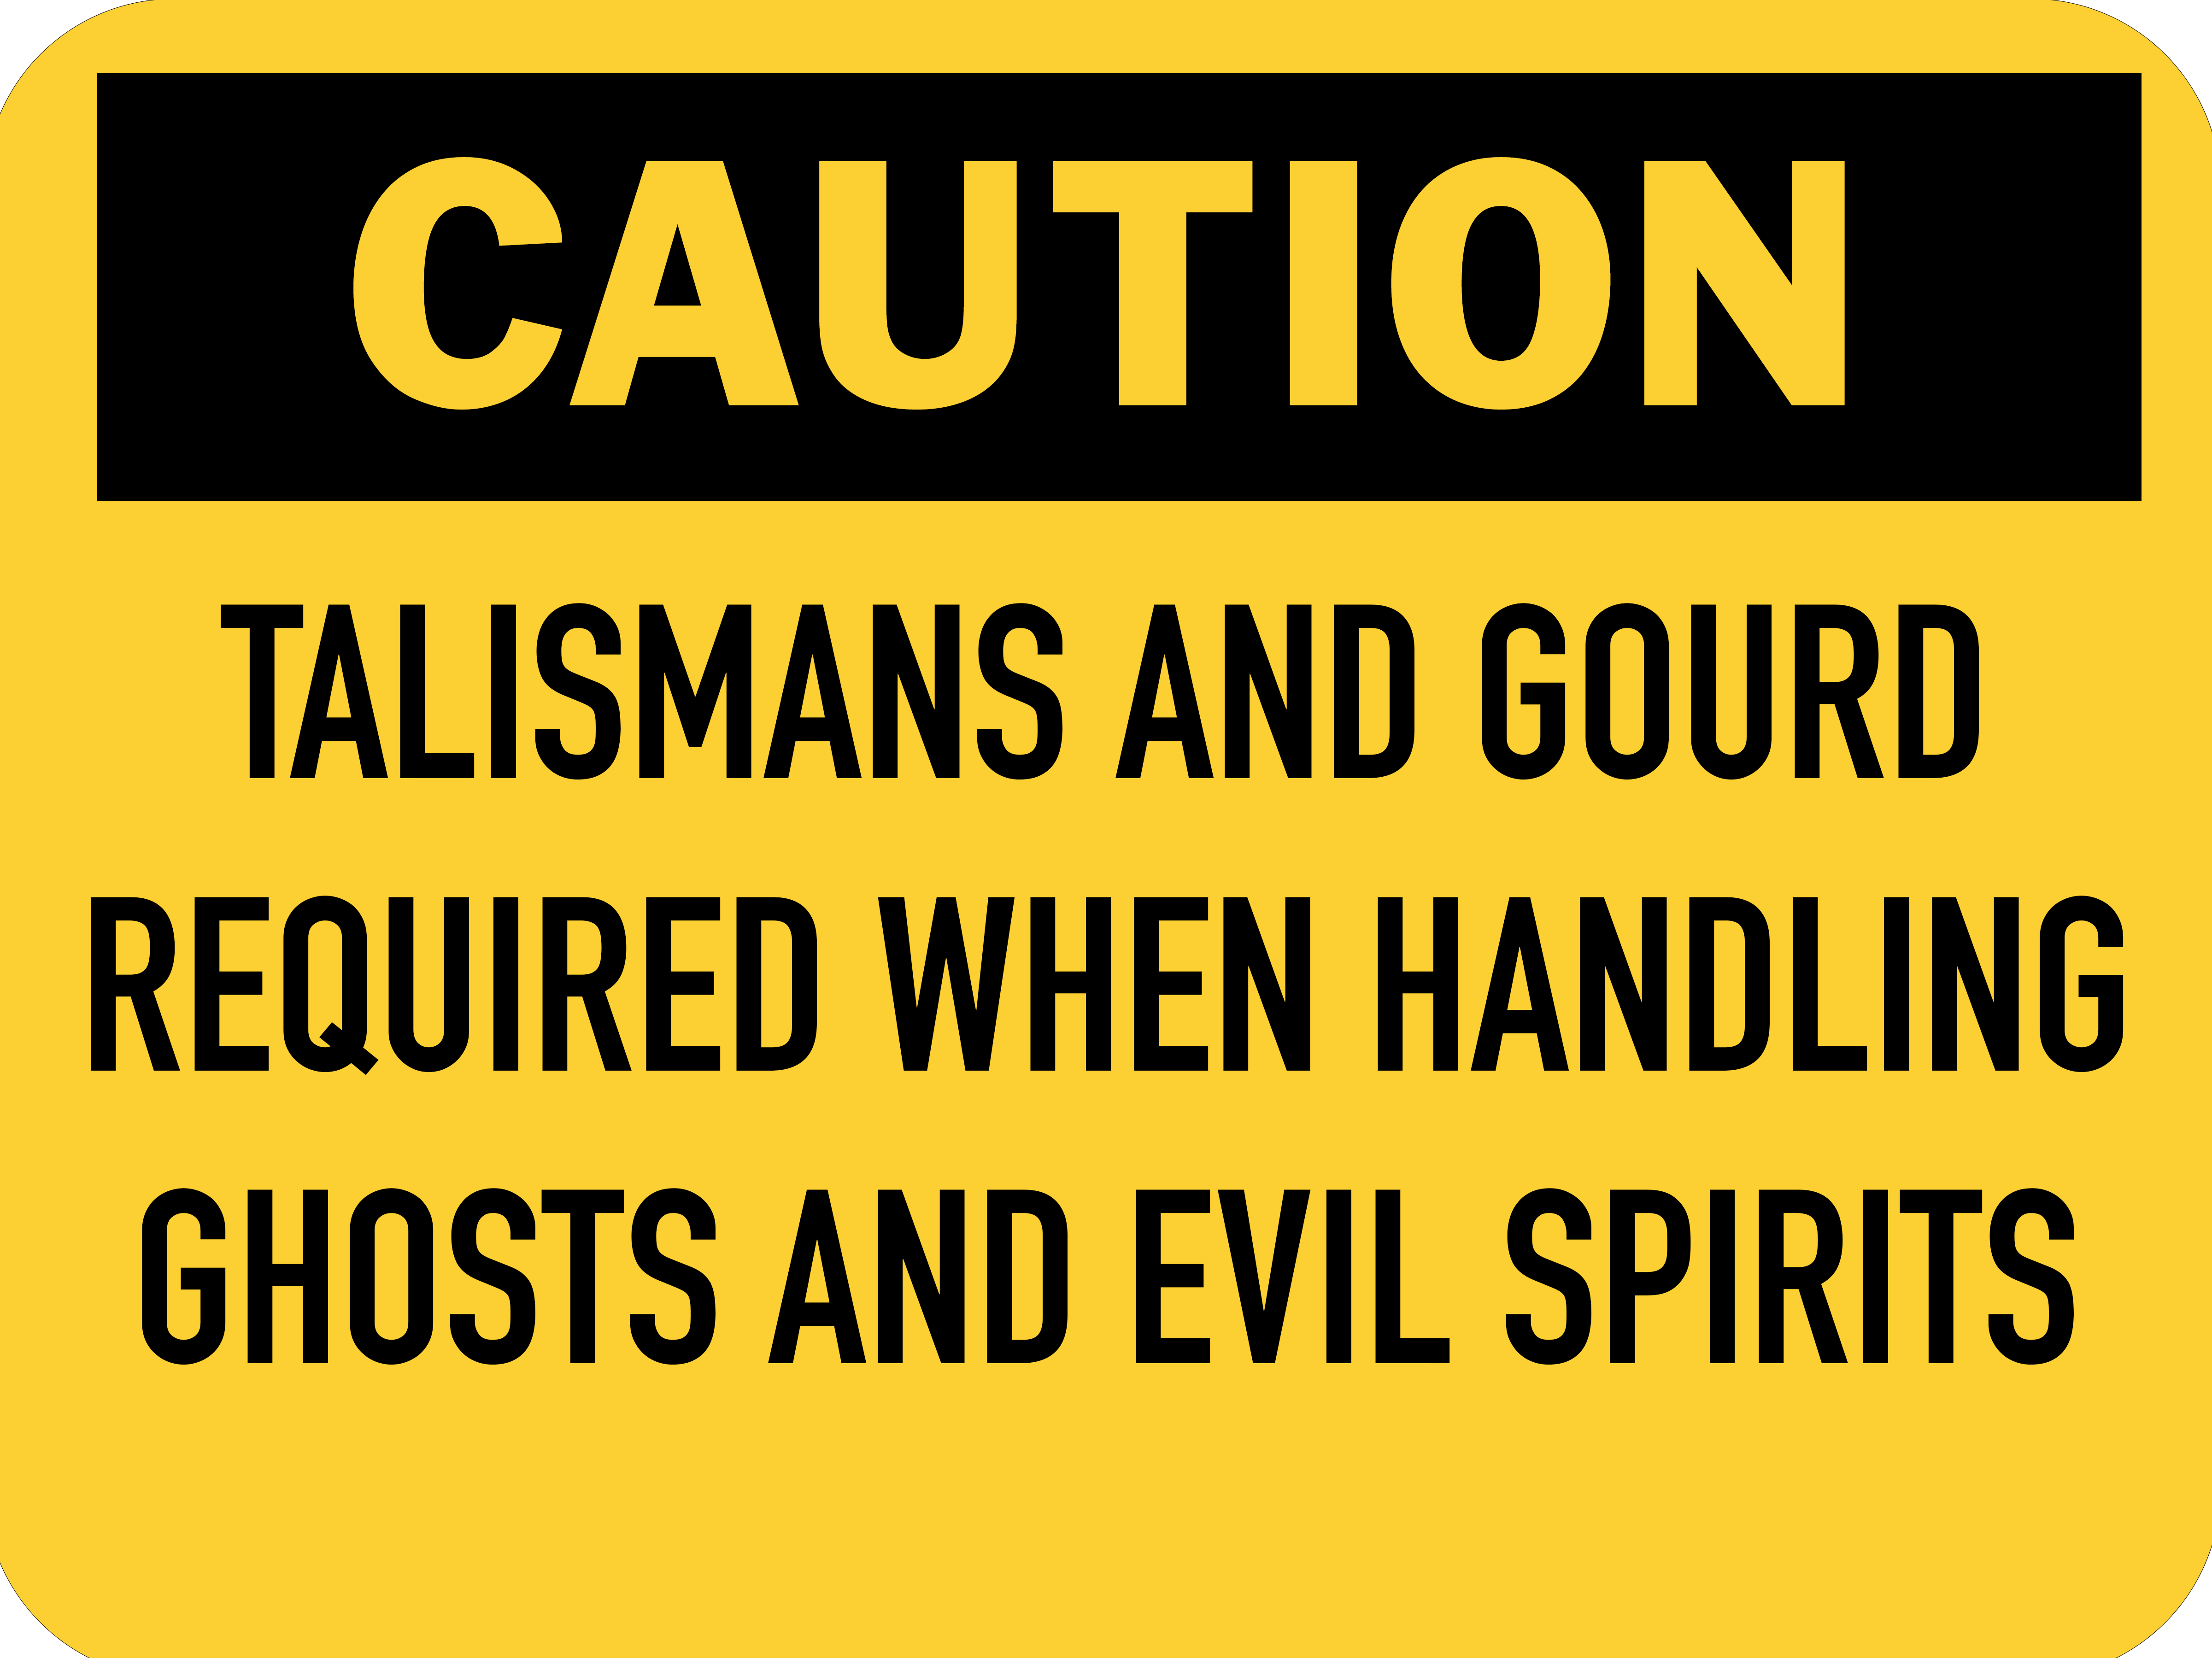 CAUTION
TALISMANS AND GOURD
REQUIRED WHEN HANDLING
GHOSTS AND EVIL SPIRITS